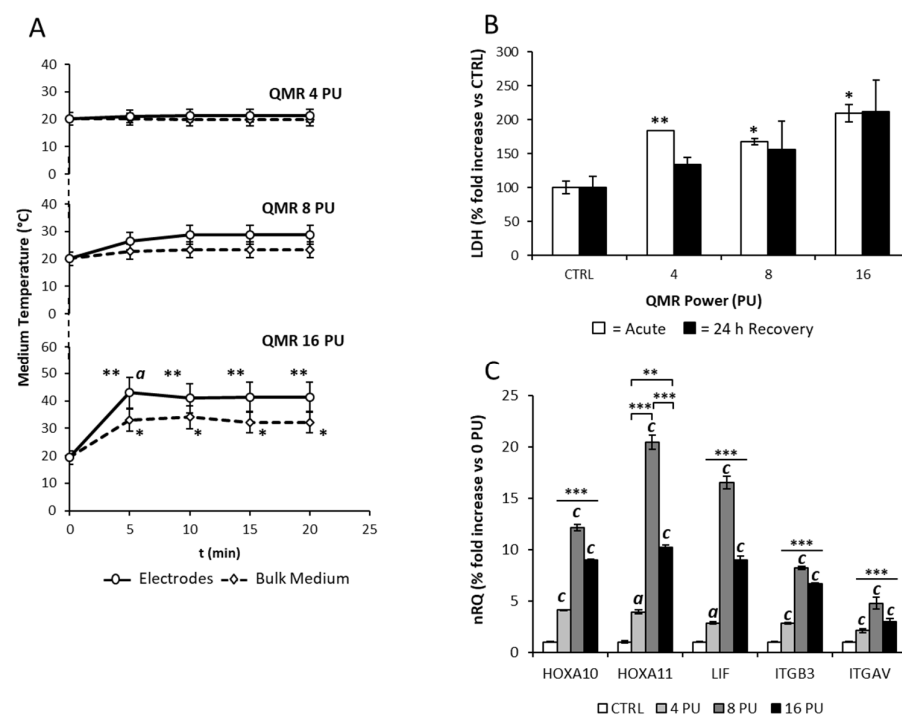 A
Medium Temperature (°C)
40
30
20
10
0
QMR 4 PU
40
30
20
10
0
QMR 8 PU
60
50
40
30
20
10
0
QMR 16 PU
** a ** ** **
* * * *
0 5 10 15 20 25
t (min)
Electrodes Bulk Medium
B
LDH (% fold increase vs CTRL)
300
250
200
150
100
50
0
** * *
CTRL 4 8 16
QMR Power (PU)
= Acute = 24 h Recovery
C
nRQ (% fold increase vs 0 PU)
25
20
15
10
5
0
***
c c c
**
*** ***
a c c
***
a c c
***
c c c
***
c c c
HOXA10 HOXA11 LIF ITGB3 ITGAV
CTRL 4 PU 8 PU 16 PU